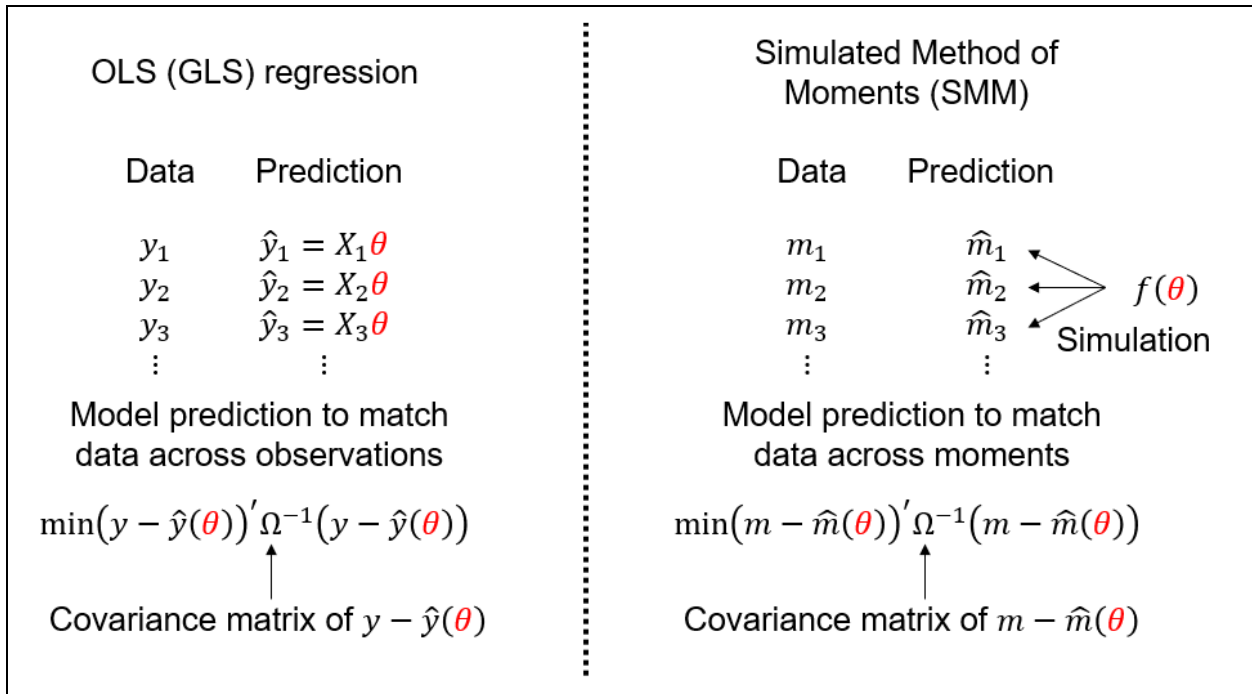 OLS (GLS) regression
Data Prediction
y₁ ŷ₁ = X₁θ
y₂ ŷ₂ = X₂θ
y₃ ŷ₃ = X₃θ
⋮ ⋮
Model prediction to match
data across observations
min(y − ŷ(θ))′Ω⁻¹(y − ŷ(θ))
Covariance matrix of y − ŷ(θ)
Simulated Method of
Moments (SMM)
Data Prediction
m₁ m̂₁
m₂ m̂₂ f(θ)
m₃ m̂₃
Simulation
⋮ ⋮
Model prediction to match
data across moments
min(m − m̂(θ))′Ω⁻¹(m − m̂(θ))
Covariance matrix of m − m̂(θ)